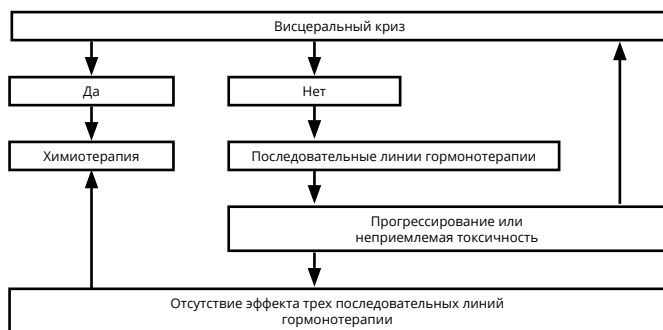 Висцеральный криз
Да
Нет
Химиотерапия
Последовательные линии гормонотерапии
Прогрессирование или
неприемлемая токсичность
Отсутствие эффекта трех последовательных линий
гормонотерапии